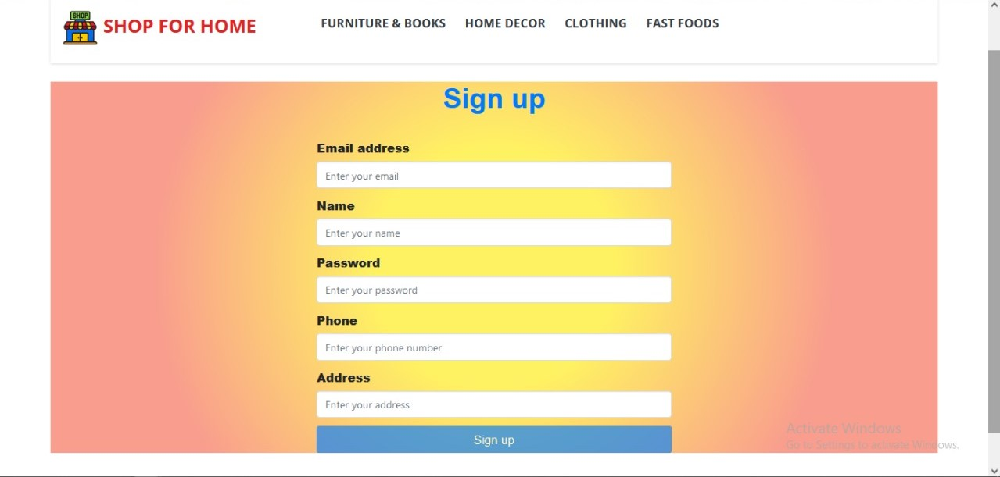 SHOP
SHOP FOR HOME
FURNITURE & BOOKS HOME DECOR CLOTHING FAST FOODS
Sign up
Email address
Enter your email
Name
Enter your name
Password
Enter your password
Phone
Enter your phone number
Address
Enter your address
Sign up
Activate Windows
Go to Settings to activate Windows.